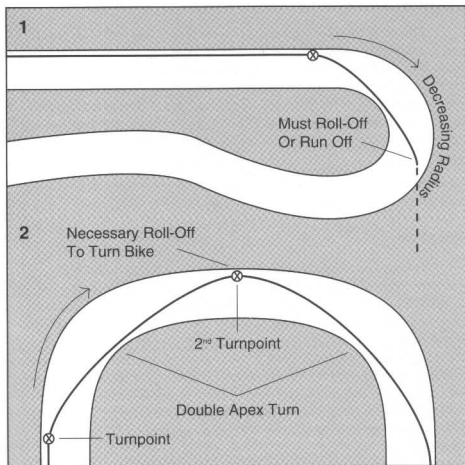 1
Decreasing Radius
Must Roll-Off
Or Run Off
2
Necessary Roll-Off
To Turn Bike
2nd Turnpoint
Double Apex Turn
Turnpoint